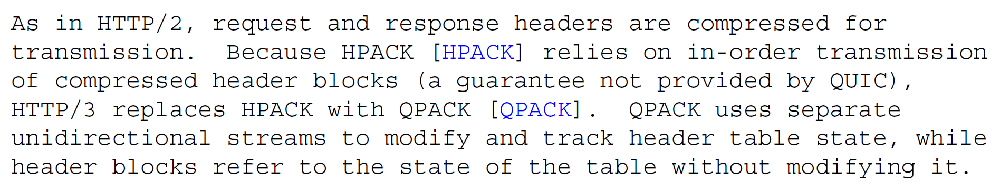 As in HTTP/2, request and response headers are compressed for
transmission.  Because HPACK [HPACK] relies on in-order transmission
of compressed header blocks (a guarantee not provided by QUIC),
HTTP/3 replaces HPACK with QPACK [QPACK].  QPACK uses separate
unidirectional streams to modify and track header table state, while
header blocks refer to the state of the table without modifying it.